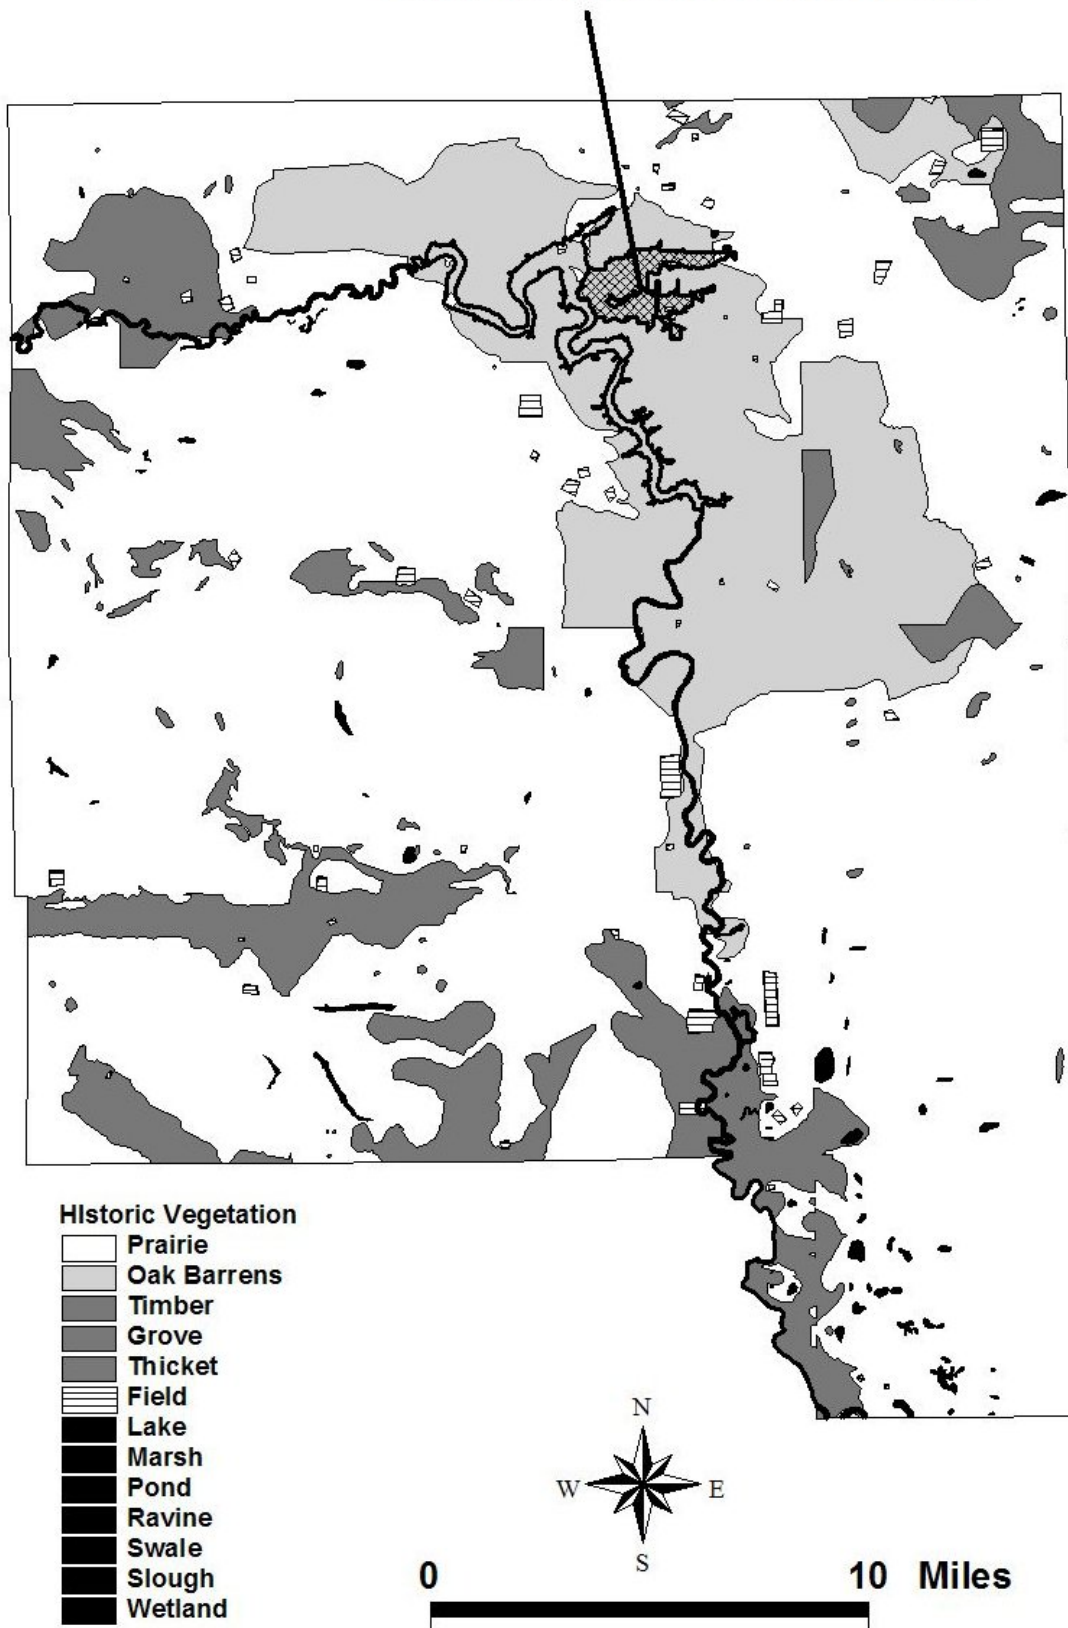 HIstoric Vegetation
Prairie
Oak Barrens
Timber
Grove
Thicket
Field
Lake
Marsh
Pond
Ravine
Swale
Slough
Wetland
N
W E
S
0 10 Miles